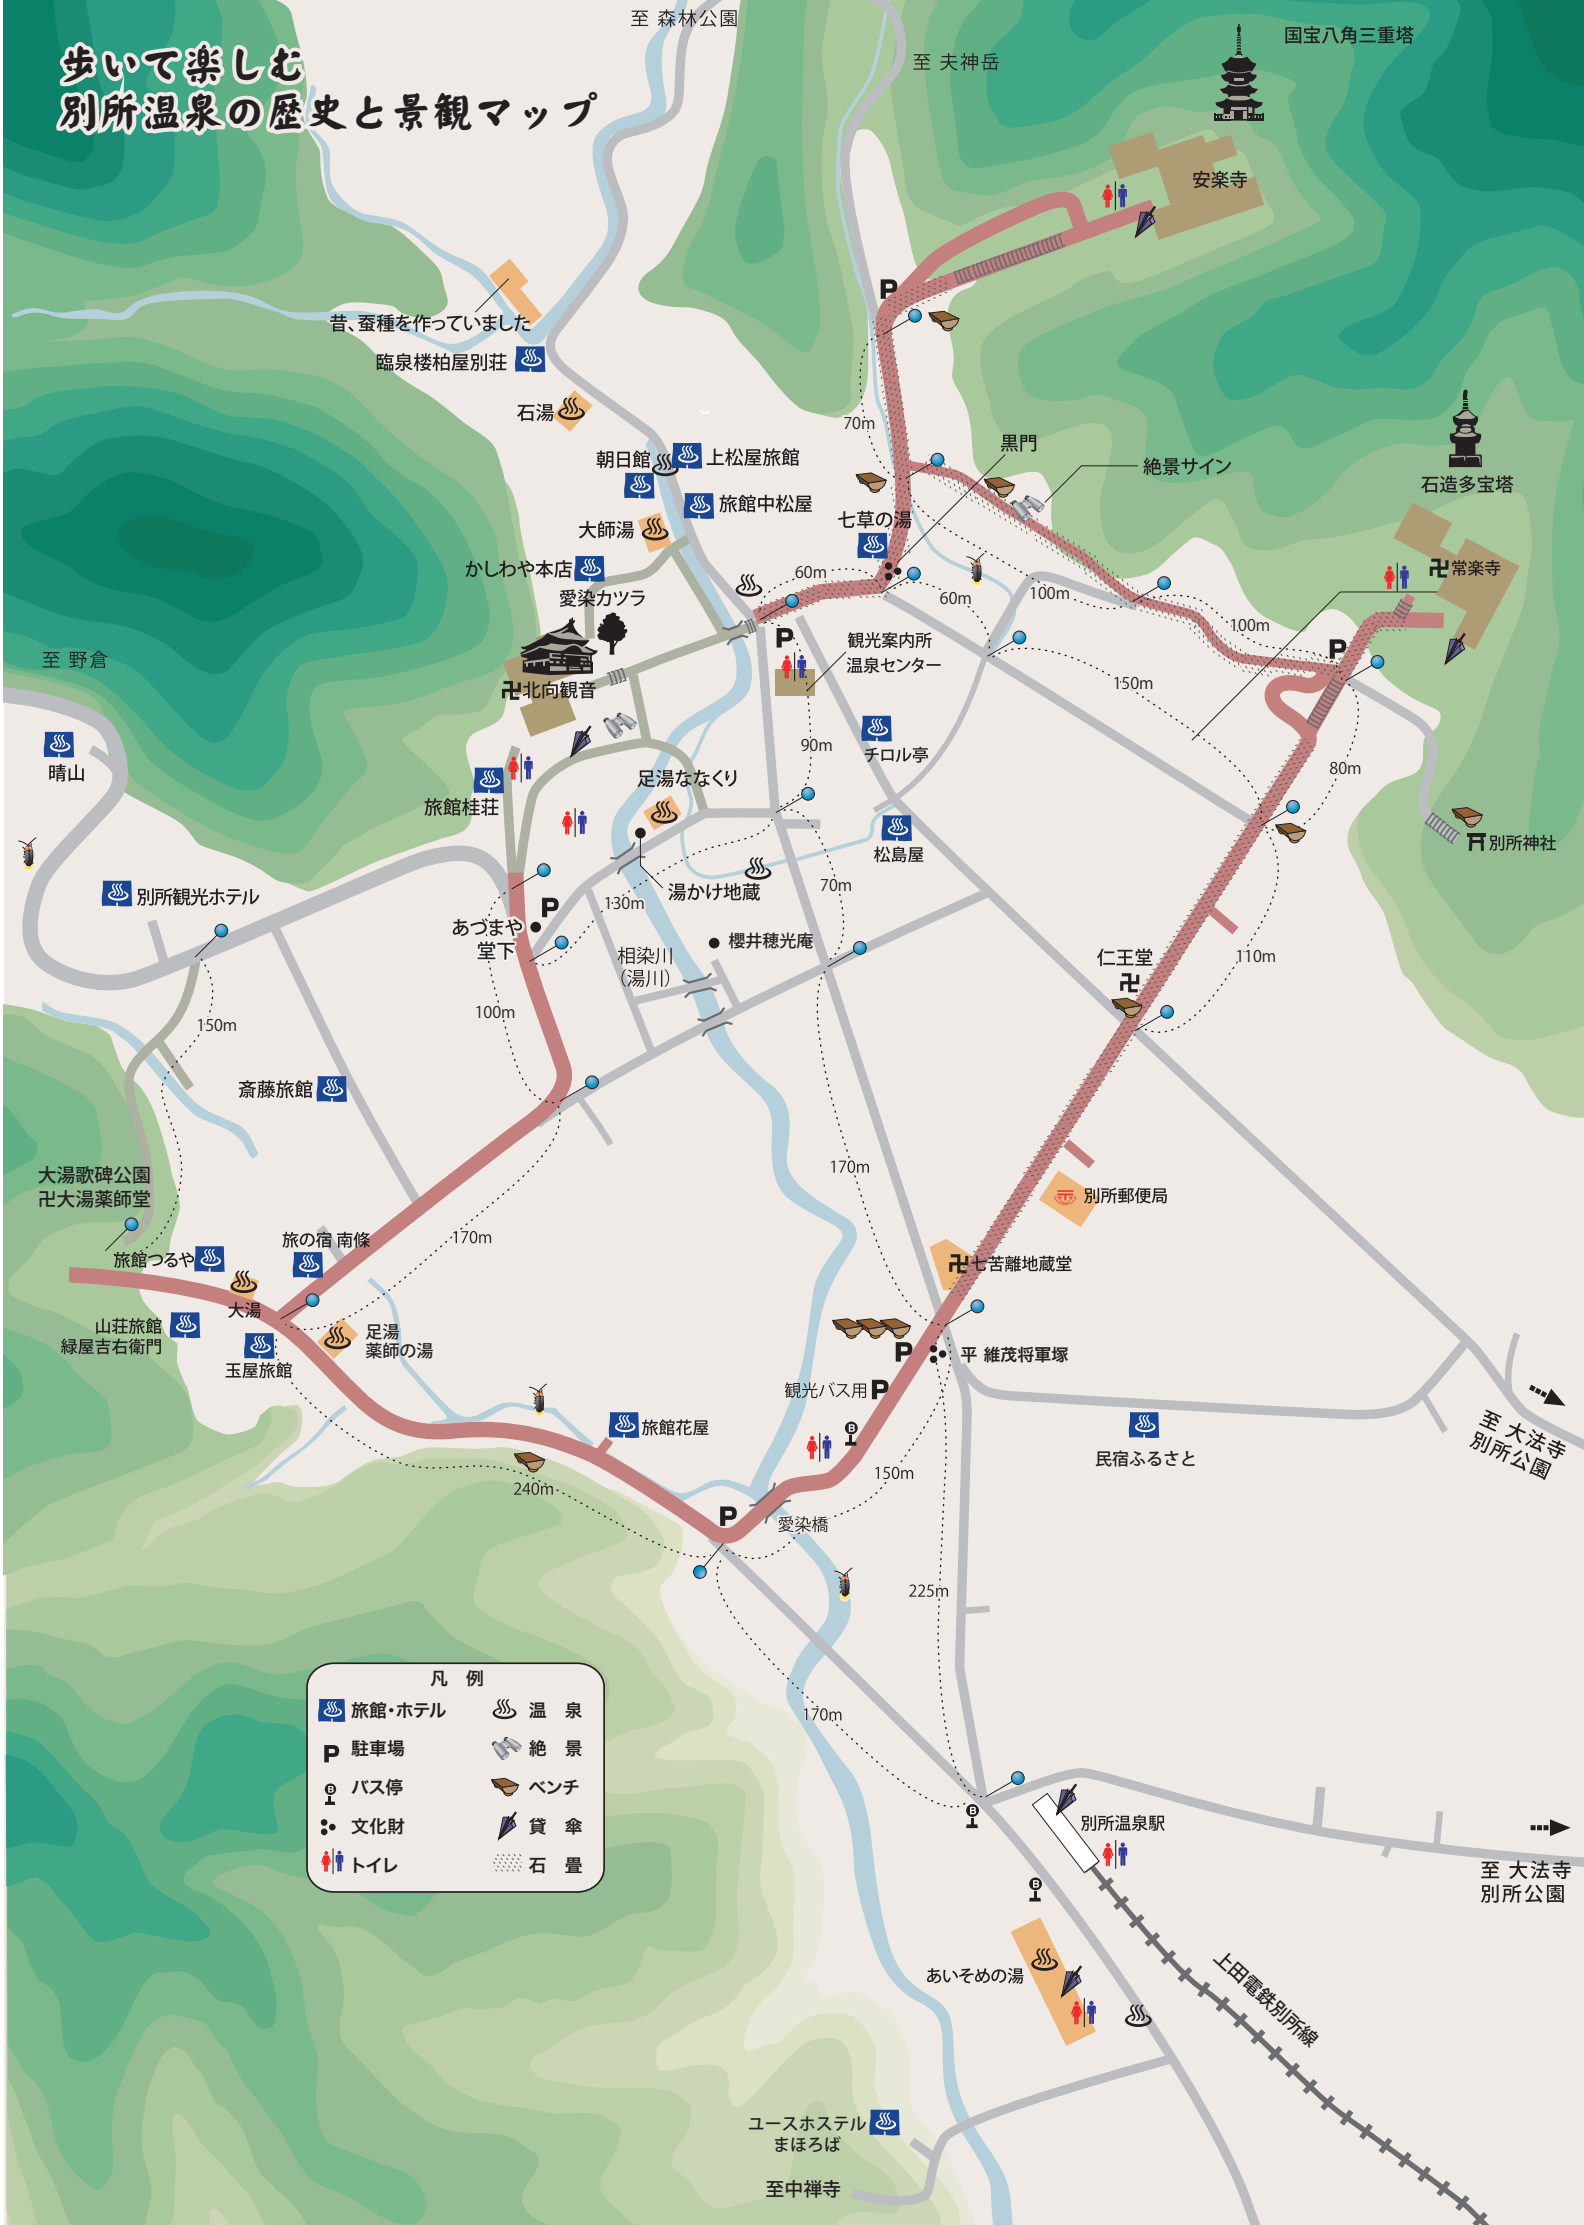 至 森林公園
歩いて楽しむ
別所温泉の歴史と景観マップ
至 夫神岳
国宝八角三重塔
安楽寺
P
昔、蚕種を作っていました
臨泉楼柏屋別荘
石湯
70m
黒門
絶景サイン
朝日館
上松屋旅館
石造多宝塔
旅館中松屋
七草の湯
大師湯
かしわや本店
卍常楽寺
60m
60m
100m
愛染カツラ
100m
P
観光案内所
温泉センター
P
至 野倉
卍北向観音
150m
90m
チロル亭
80m
晴山
足湯ななくり
旅館桂荘
松島屋
別所神社
別所観光ホテル
湯かけ地蔵
70m
130m
P
あづまや
堂下
櫻井穂光庵
相染川
(湯川)
仁王堂
卍
110m
100m
150m
斎藤旅館
大湯歌碑公園
卍大湯薬師堂
170m
別所郵便局
旅の宿 南條
170m
旅館つるや
卍七苦離地蔵堂
大湯
山荘旅館
緑屋吉右衛門
足湯
薬師の湯
玉屋旅館
P
平 維茂将軍塚
観光バス用P
旅館花屋
B
至 大法寺
別所公園
民宿ふるさと
150m
240m
P
愛染橋
225m
凡 例
旅館・ホテル
温 泉
P
駐車場
絶 景
B
バス停
ベンチ
文化財
貸 傘
トイレ
石 畳
170m
B
別所温泉駅
至 大法寺
別所公園
B
あいそめの湯
上田電鉄別所線
ユースホステル
まほろば
至中禅寺